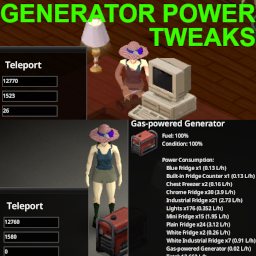 GENERATOR POWER
TWEAKS
Teleport
12770
1523
26
Gas-powered Generator
Fuel: 100%
Condition: 100%
Power Consumption:
Blue Fridge x1 (0.13 L/h)
Built-in Fridge Counter x1 (0.13 L/h)
Chest Freezer x2 (0.16 L/h)
Chrome Fridge x30 (3.9 L/h)
Industrial Fridge x21 (2.73 L/h)
Lights x176 (0.352 L/h)
Mini Fridge x15 (1.95 L/h)
Plain Fridge x24 (3.12 L/h)
White Fridge x2 (0.26 L/h)
White Industrial Fridge x7 (0.91 L/h)
Gas-powered Generator (0.02 L/h)
Teleport
12760
1580
0